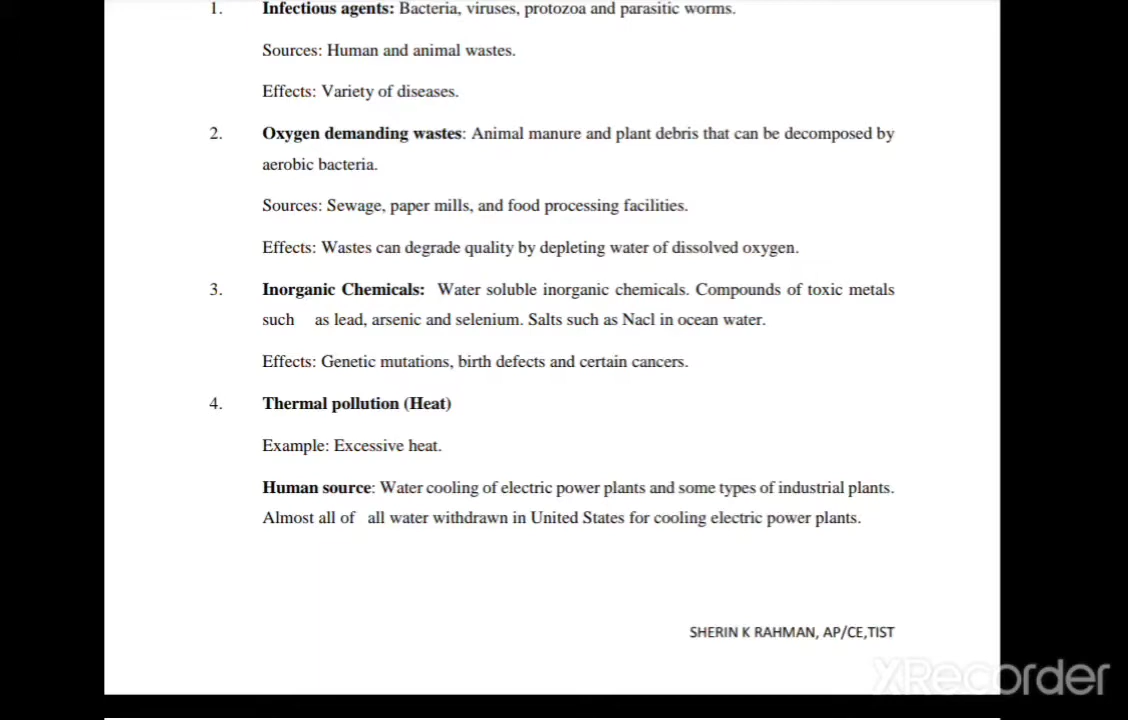 1. Infectious agents: Bacteria, viruses, protozoa and parasitic worms.
Sources: Human and animal wastes.
Effects: Variety of diseases.
2. Oxygen demanding wastes: Animal manure and plant debris that can be decomposed by
aerobic bacteria.
Sources: Sewage, paper mills, and food processing facilities.
Effects: Wastes can degrade quality by depleting water of dissolved oxygen.
3. Inorganic Chemicals: Water soluble inorganic chemicals. Compounds of toxic metals
such as lead, arsenic and selenium. Salts such as Nacl in ocean water.
Effects: Genetic mutations, birth defects and certain cancers.
4. Thermal pollution (Heat)
Example: Excessive heat.
Human source: Water cooling of electric power plants and some types of industrial plants.
Almost all of all water withdrawn in United States for cooling electric power plants.
SHERIN K RAHMAN, AP/CE,TIST
XRecorder